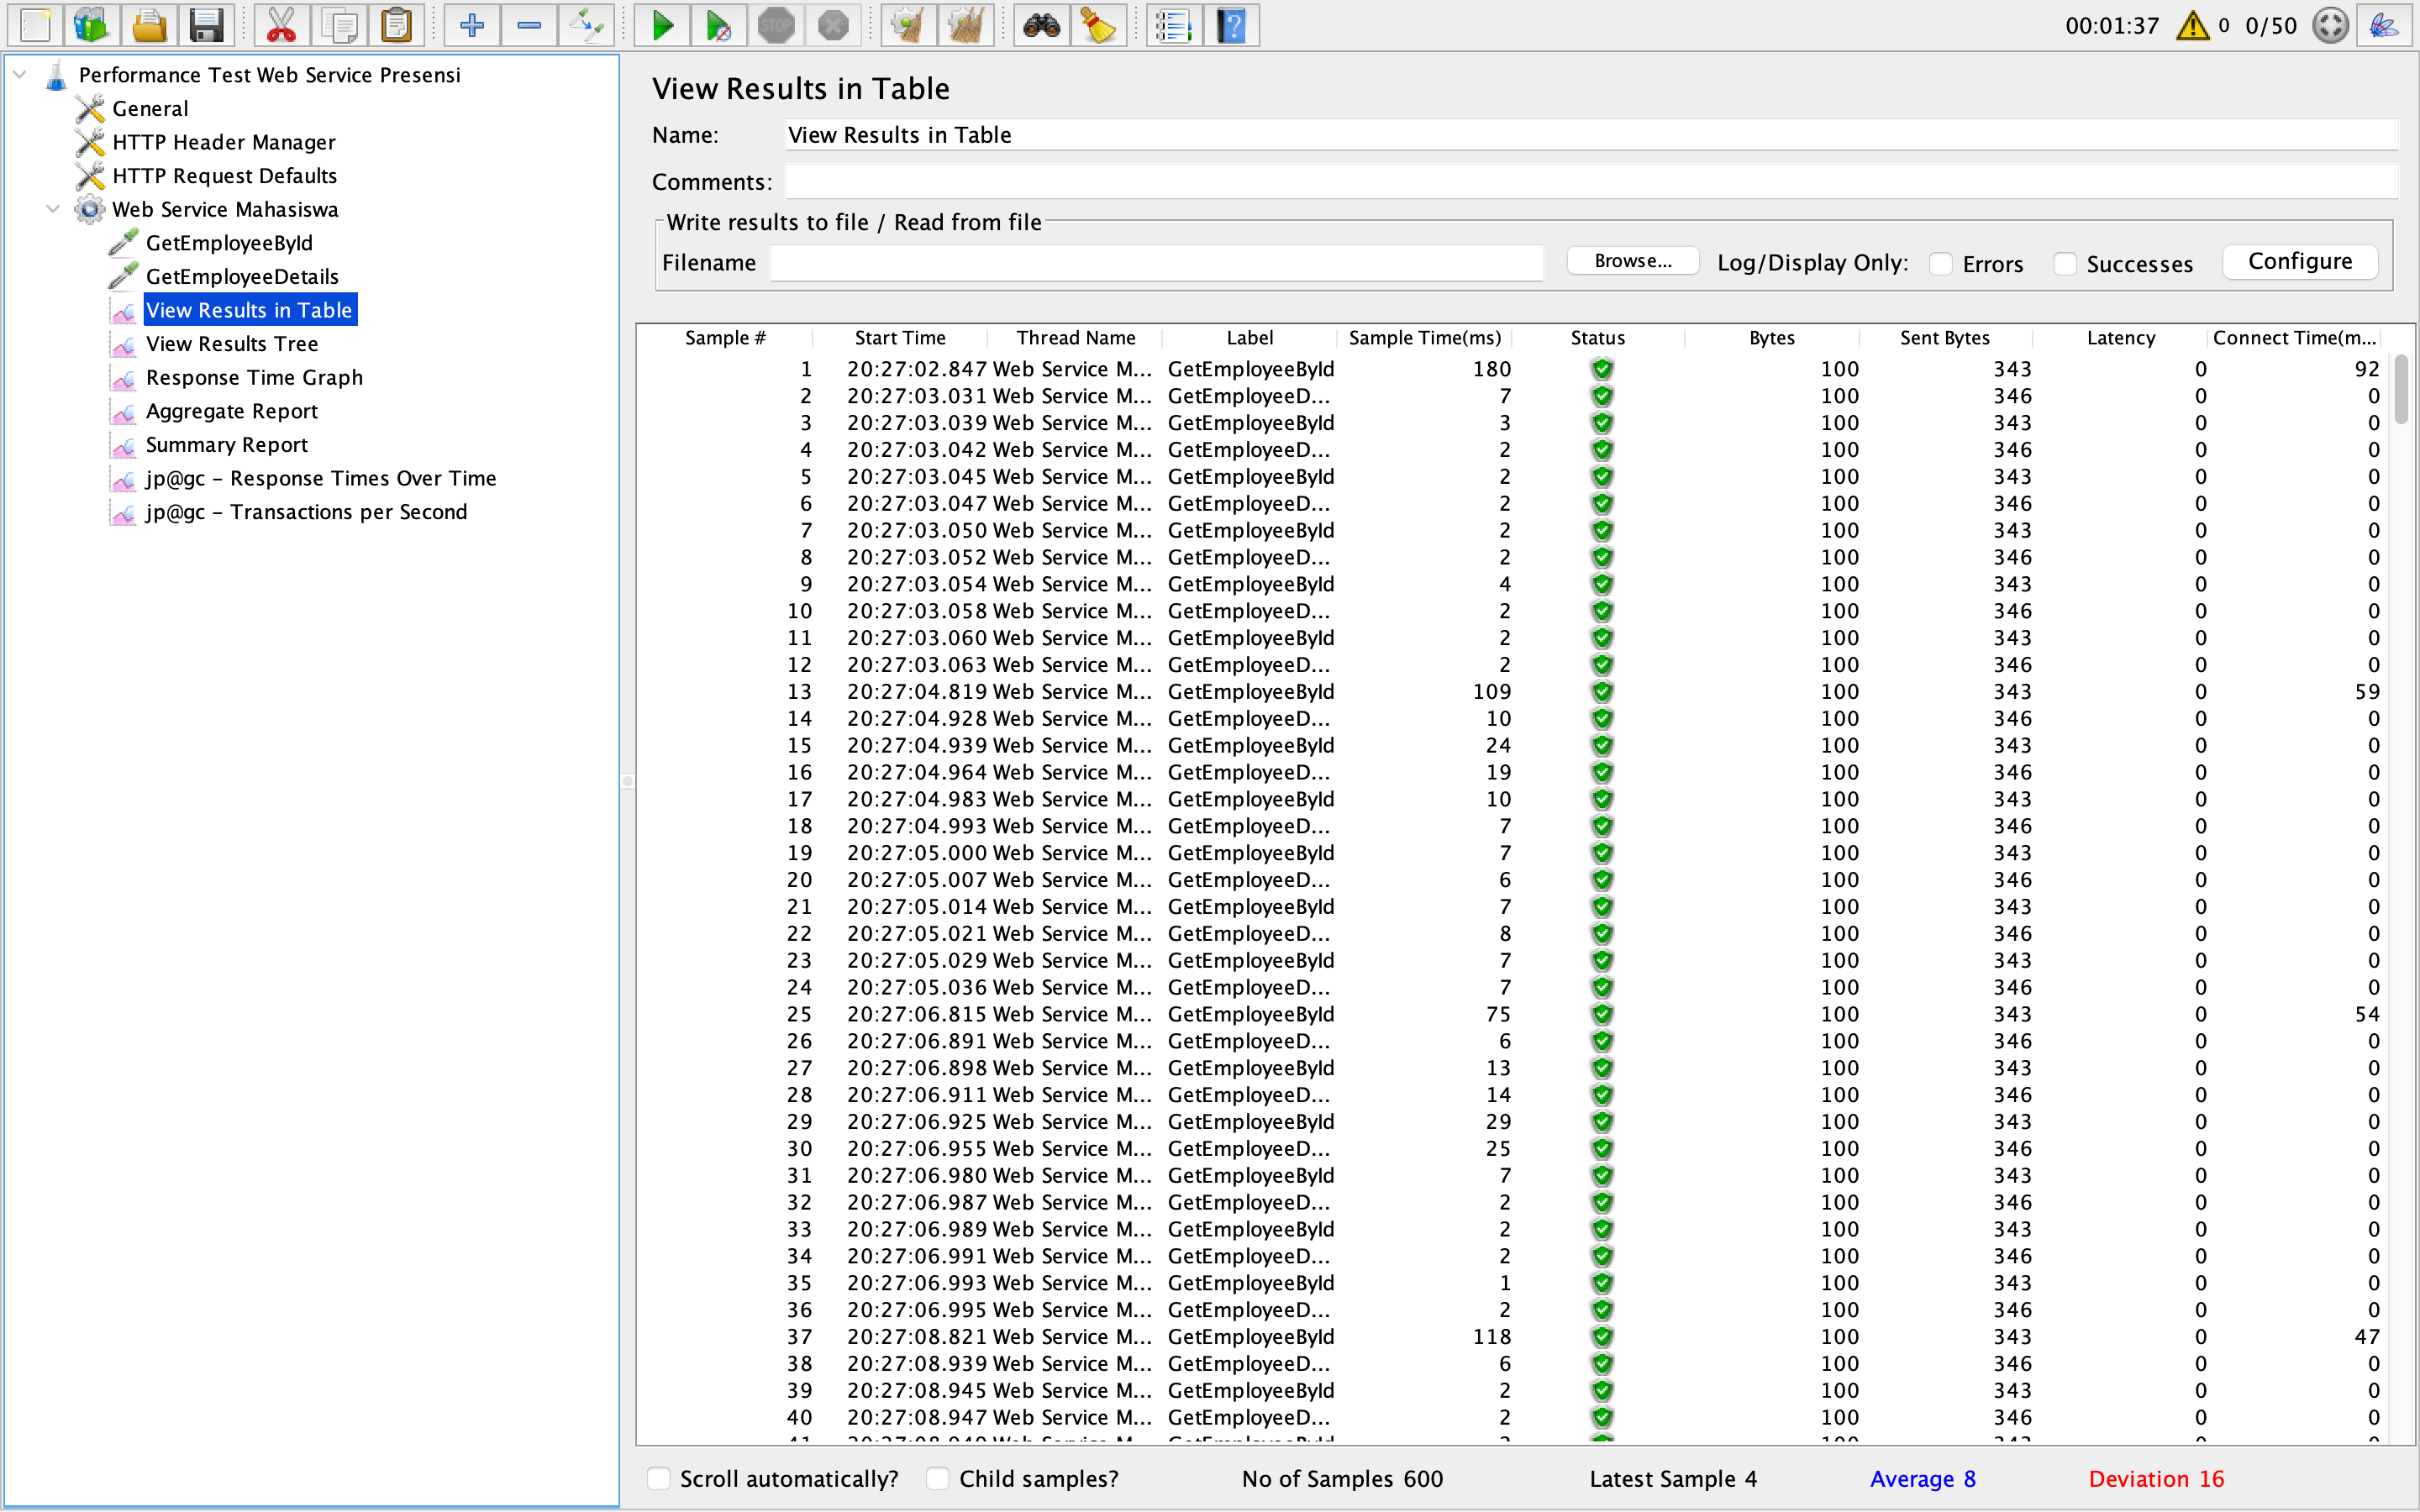 STOP
00:01:37 0 0/50
Performance Test Web Service Presensi
General
HTTP Header Manager
HTTP Request Defaults
Web Service Mahasiswa
GetEmployeeById
GetEmployeeDetails
View Results in Table
View Results Tree
Response Time Graph
Aggregate Report
Summary Report
jp@gc - Response Times Over Time
jp@gc - Transactions per Second
View Results in Table
Name: View Results in Table
Comments:
Write results to file / Read from file
Filename Browse... Log/Display Only: Errors Successes Configure
Sample # Start Time Thread Name Label Sample Time(ms) Status Bytes Sent Bytes Latency Connect Time(m...
1 20:27:02.847 Web Service M... GetEmployeeById 180 100 343 0 92
2 20:27:03.031 Web Service M... GetEmployeeD... 7 100 346 0 0
3 20:27:03.039 Web Service M... GetEmployeeById 3 100 343 0 0
4 20:27:03.042 Web Service M... GetEmployeeD... 2 100 346 0 0
5 20:27:03.045 Web Service M... GetEmployeeById 2 100 343 0 0
6 20:27:03.047 Web Service M... GetEmployeeD... 2 100 346 0 0
7 20:27:03.050 Web Service M... GetEmployeeById 2 100 343 0 0
8 20:27:03.052 Web Service M... GetEmployeeD... 2 100 346 0 0
9 20:27:03.054 Web Service M... GetEmployeeById 4 100 343 0 0
10 20:27:03.058 Web Service M... GetEmployeeD... 2 100 346 0 0
11 20:27:03.060 Web Service M... GetEmployeeById 2 100 343 0 0
12 20:27:03.063 Web Service M... GetEmployeeD... 2 100 346 0 0
13 20:27:04.819 Web Service M... GetEmployeeById 109 100 343 0 59
14 20:27:04.928 Web Service M... GetEmployeeD... 10 100 346 0 0
15 20:27:04.939 Web Service M... GetEmployeeById 24 100 343 0 0
16 20:27:04.964 Web Service M... GetEmployeeD... 19 100 346 0 0
17 20:27:04.983 Web Service M... GetEmployeeById 10 100 343 0 0
18 20:27:04.993 Web Service M... GetEmployeeD... 7 100 346 0 0
19 20:27:05.000 Web Service M... GetEmployeeById 7 100 343 0 0
20 20:27:05.007 Web Service M... GetEmployeeD... 6 100 346 0 0
21 20:27:05.014 Web Service M... GetEmployeeById 7 100 343 0 0
22 20:27:05.021 Web Service M... GetEmployeeD... 8 100 346 0 0
23 20:27:05.029 Web Service M... GetEmployeeById 7 100 343 0 0
24 20:27:05.036 Web Service M... GetEmployeeD... 7 100 346 0 0
25 20:27:06.815 Web Service M... GetEmployeeById 75 100 343 0 54
26 20:27:06.891 Web Service M... GetEmployeeD... 6 100 346 0 0
27 20:27:06.898 Web Service M... GetEmployeeById 13 100 343 0 0
28 20:27:06.911 Web Service M... GetEmployeeD... 14 100 346 0 0
29 20:27:06.925 Web Service M... GetEmployeeById 29 100 343 0 0
30 20:27:06.955 Web Service M... GetEmployeeD... 25 100 346 0 0
31 20:27:06.980 Web Service M... GetEmployeeById 7 100 343 0 0
32 20:27:06.987 Web Service M... GetEmployeeD... 2 100 346 0 0
33 20:27:06.989 Web Service M... GetEmployeeById 2 100 343 0 0
34 20:27:06.991 Web Service M... GetEmployeeD... 2 100 346 0 0
35 20:27:06.993 Web Service M... GetEmployeeById 1 100 343 0 0
36 20:27:06.995 Web Service M... GetEmployeeD... 2 100 346 0 0
37 20:27:08.821 Web Service M... GetEmployeeById 118 100 343 0 47
38 20:27:08.939 Web Service M... GetEmployeeD... 6 100 346 0 0
39 20:27:08.945 Web Service M... GetEmployeeById 2 100 343 0 0
40 20:27:08.947 Web Service M... GetEmployeeD... 2 100 346 0 0
Scroll automatically? Child samples? No of Samples 600 Latest Sample 4 Average 8 Deviation 16